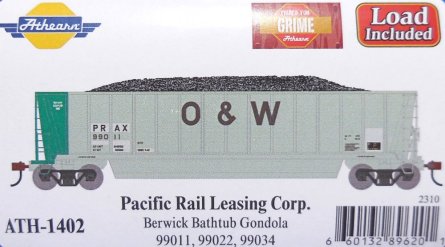 Athearn
PRIMED FOR
GRIME
Athearn
Load
Included
O & W
PRAX
99011
Pacific Rail Leasing Corp.
2310
ATH-1402
Berwick Bathtub Gondola
99011, 99022, 99034
6 60132 89620